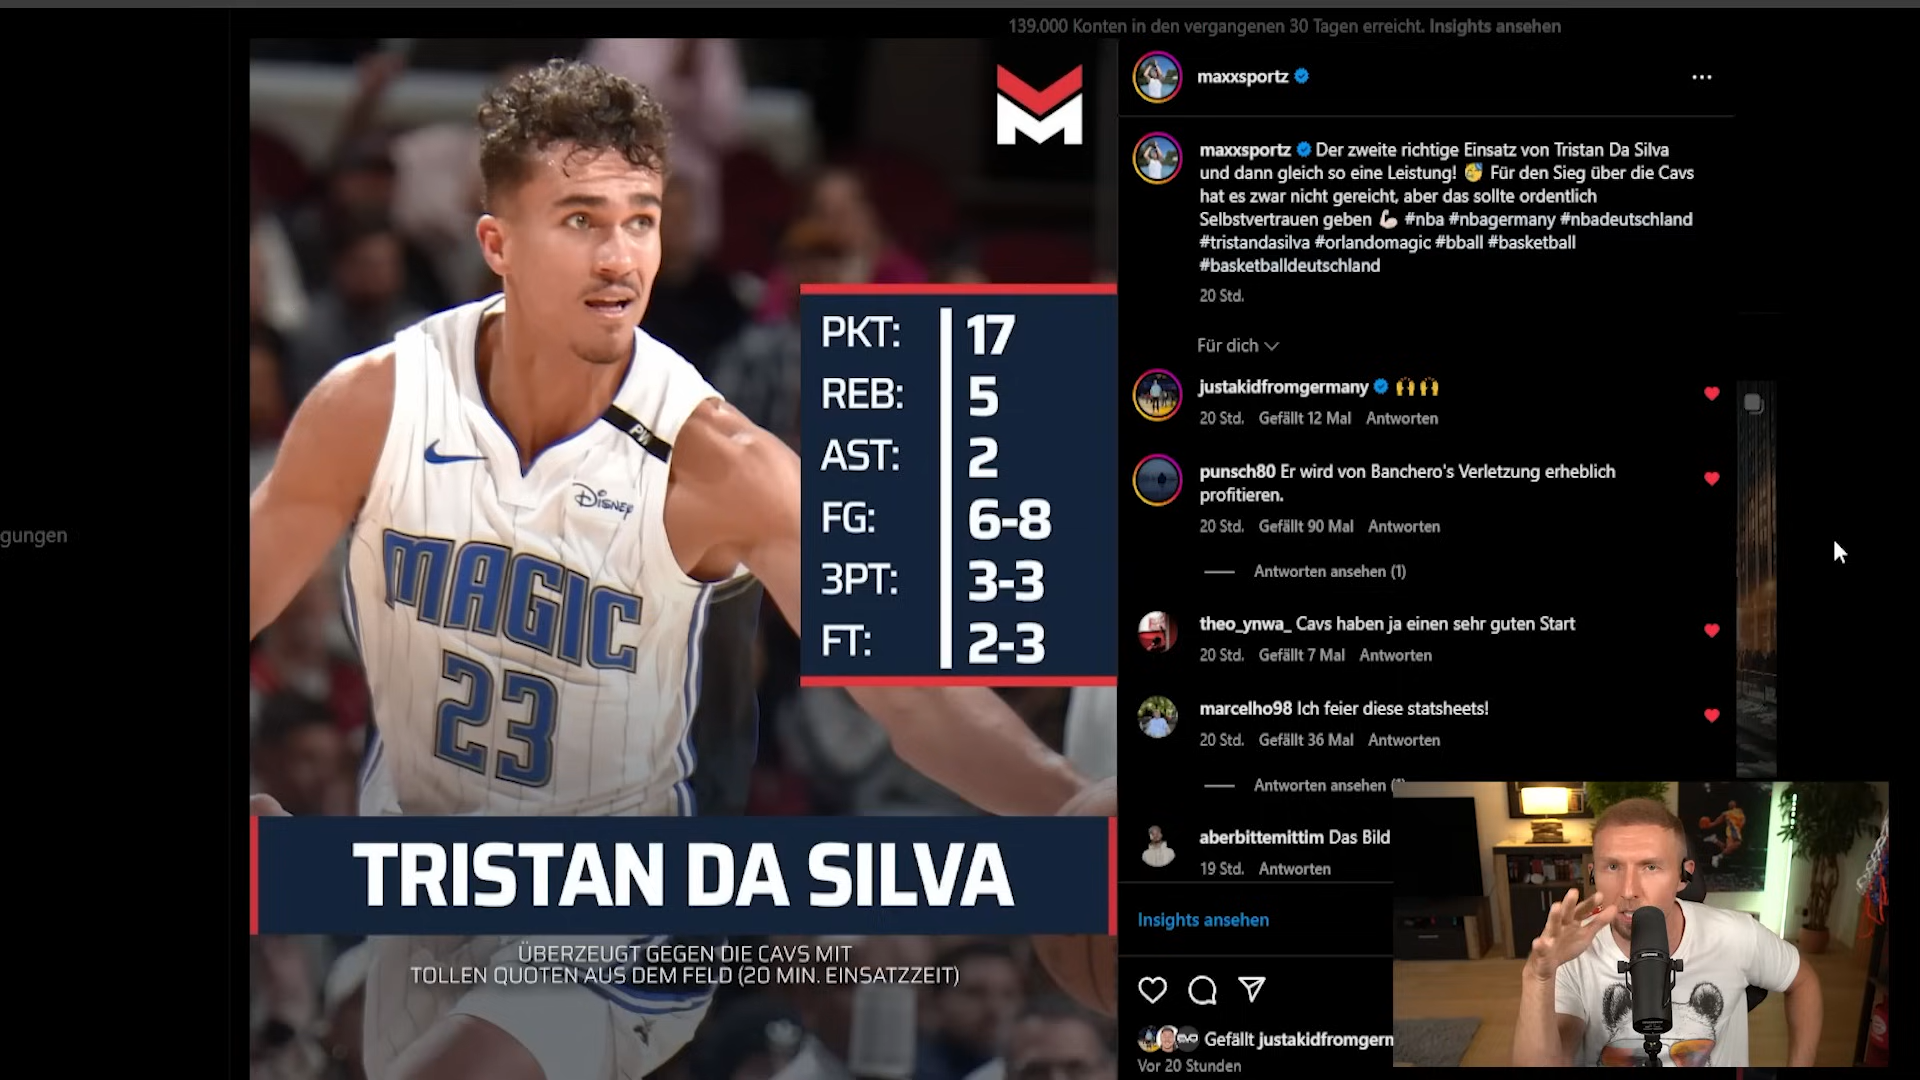 139.000 Konten in den vergangenen 30 Tagen erreicht. Insights ansehen
maxxsportz
maxxsportz Der zweite richtige Einsatz von Tristan Da Silva
und dann gleich so eine Leistung! 🥳 Für den Sieg über die Cavs
hat es zwar nicht gereicht, aber das sollte ordentlich
Selbstvertrauen geben 💪🏻 #nba #nbagermany #nbadeutschland
#tristandasilva #orlandomagic #bball #basketball
#basketballdeutschland
20 Std.
Für dich
justakidfromgermany 🙌🙌
20 Std. Gefällt 12 Mal Antworten
punsch80 Er wird von Banchero's Verletzung erheblich
profitieren.
20 Std. Gefällt 90 Mal Antworten
Antworten ansehen (1)
theo_ynwa_ Cavs haben ja einen sehr guten Start
20 Std. Gefällt 7 Mal Antworten
marcelho98 Ich feier diese statsheets!
20 Std. Gefällt 36 Mal Antworten
Antworten ansehen
aberbittemittim Das Bild
19 Std. Antworten
Insights ansehen
Gefällt justakidfromgern
Vor 20 Stunden
gungen
M
PKT: 17
REB: 5
AST: 2
FG: 6-8
3PT: 3-3
FT: 2-3
PW
Disney
MAGIC
23
TRISTAN DA SILVA
ÜBERZEUGT GEGEN DIE CAVS MIT
TOLLEN QUOTEN AUS DEM FELD (20 MIN. EINSATZZEIT)